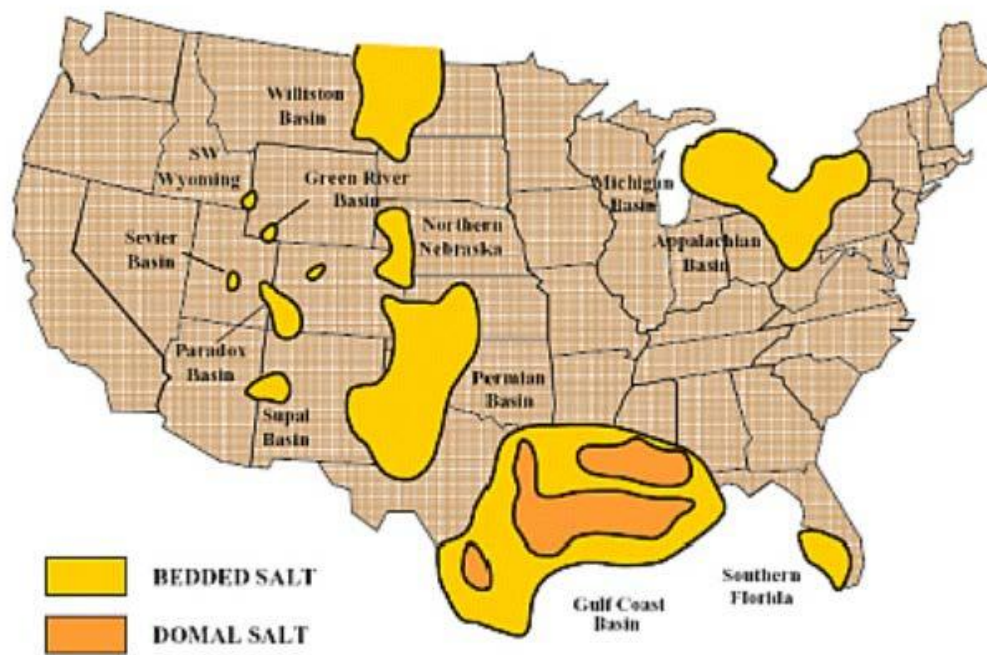 Williston
Basin
SW
Wyoming
Green River
Basin
Michigan
Basin
Northern
Nebraska
Sevier
Basin
Appalachian
Basin
Paradox
Basin
Permian
Basin
Supai
Basin
BEDDED SALT
Southern
Florida
Gulf Coast
Basin
DOMAL SALT